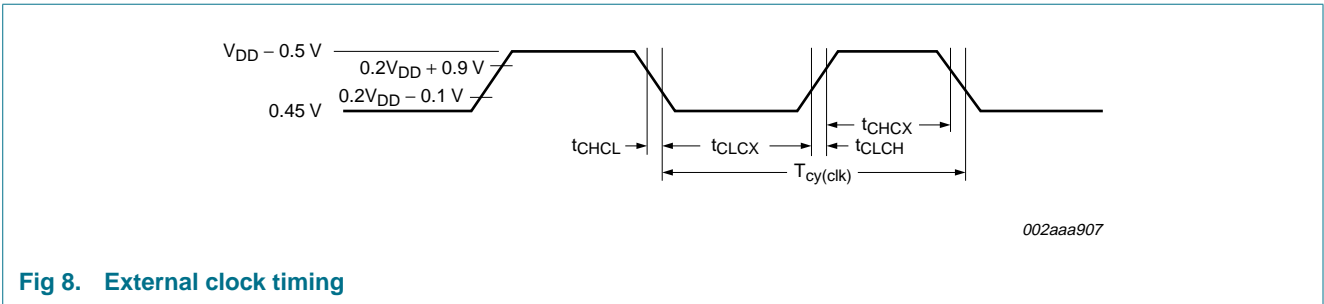 V_DD − 0.5 V
0.2V_DD + 0.9 V
0.2V_DD − 0.1 V
0.45 V
t_CHCX
t_CHCL
t_CLCX
t_CLCH
T_cy(clk)
002aaa907
Fig 8. External clock timing